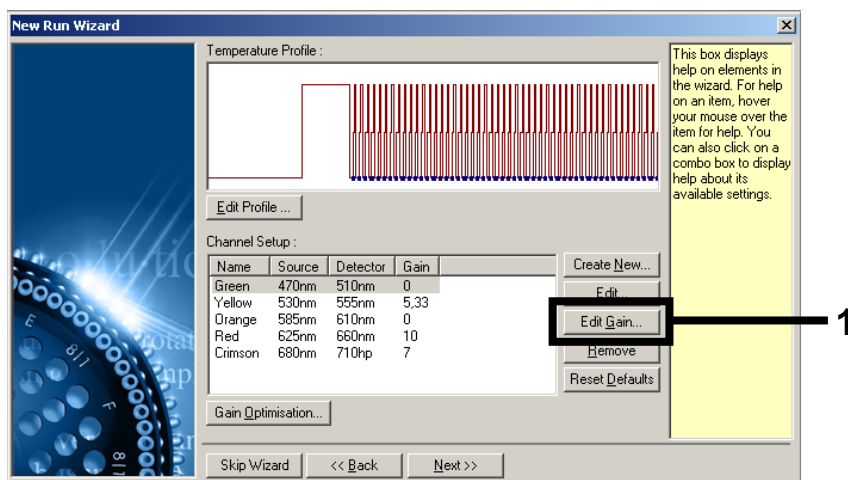 New Run Wizard
Temperature Profile :
Edit Profile ...
Channel Setup :
Name Source Detector Gain
Green 470nm 510nm 0
Yellow 530nm 555nm 5,33
Orange 585nm 610nm 0
Red 625nm 660nm 10
Crimson 680nm 710hp 7
Create New...
Edit...
Edit Gain...
Remove
Reset Defaults
Gain Optimisation...
Skip Wizard
<< Back
Next >>
This box displays
help on elements in
the wizard. For help
on an item, hover
your mouse over the
item for help. You
can also click on a
combo box to display
help about its
available settings.
1